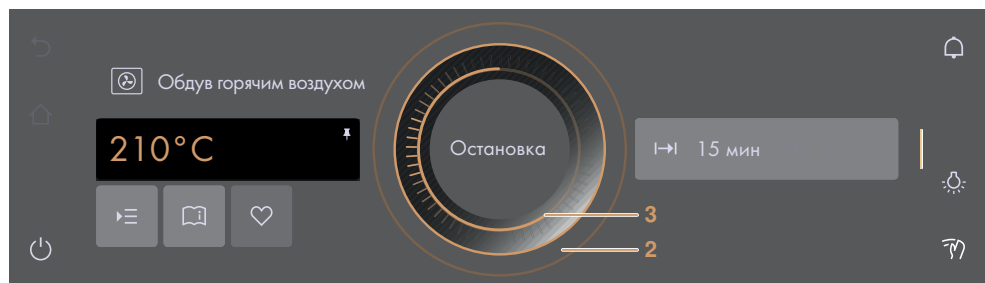 Обдув горячим воздухом
210°C
Остановка
15 мин
3
2